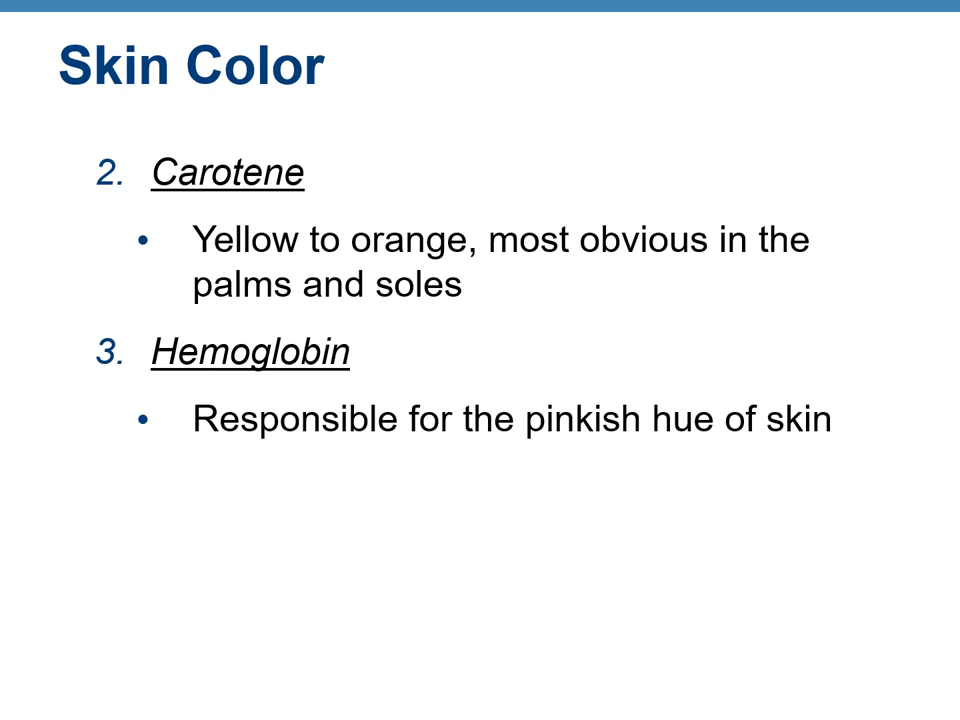 Skin Color
2. Carotene
• Yellow to orange, most obvious in the
palms and soles
3. Hemoglobin
• Responsible for the pinkish hue of skin